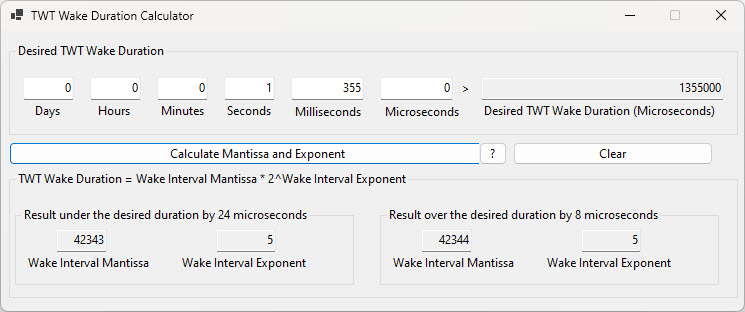 TWT Wake Duration Calculator
Desired TWT Wake Duration
0 0 0 1 355 0 > 1355000
Days Hours Minutes Seconds Milliseconds Microseconds Desired TWT Wake Duration (Microseconds)
Calculate Mantissa and Exponent ? Clear
TWT Wake Duration = Wake Interval Mantissa * 2^Wake Interval Exponent
Result under the desired duration by 24 microseconds Result over the desired duration by 8 microseconds
42343 5 42344 5
Wake Interval Mantissa Wake Interval Exponent Wake Interval Mantissa Wake Interval Exponent